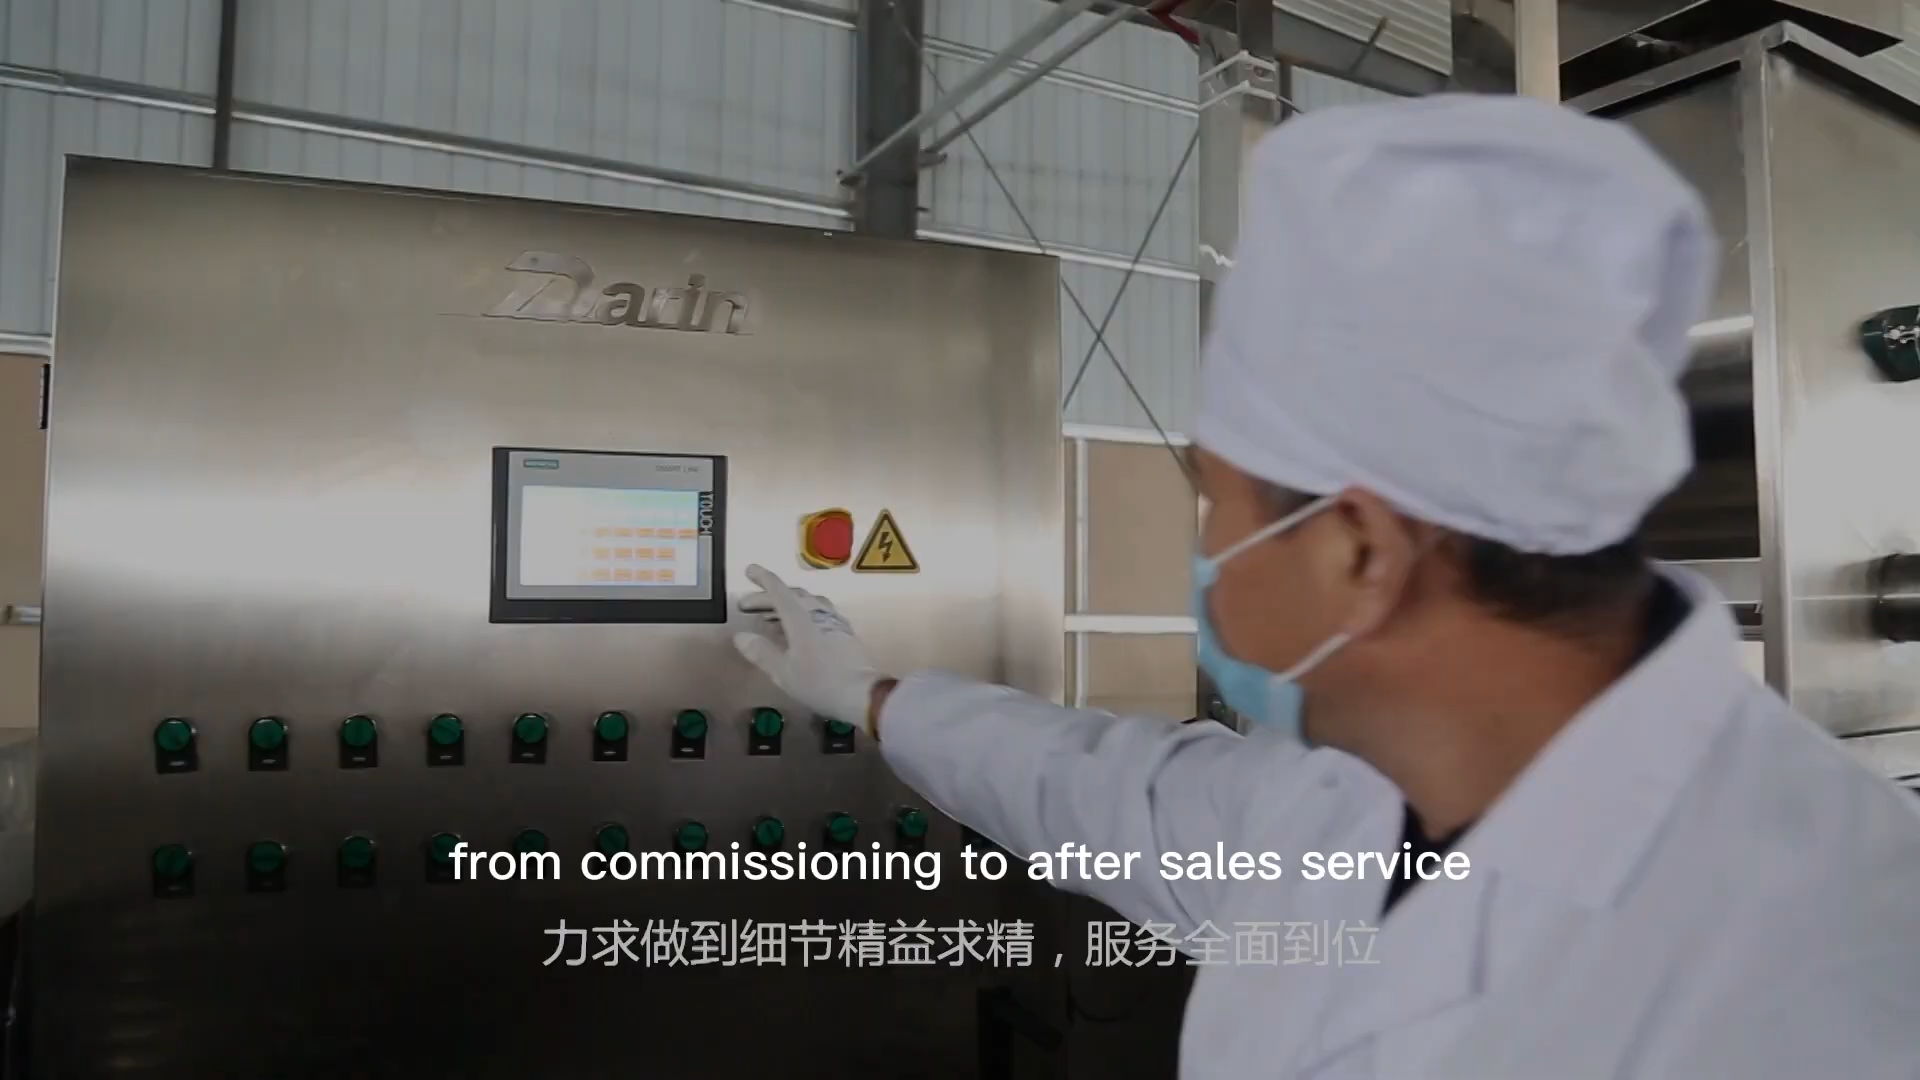 Darin
SIEMENS
TOUCH
from commissioning to after sales service
力求做到细节精益求精，服务全面到位